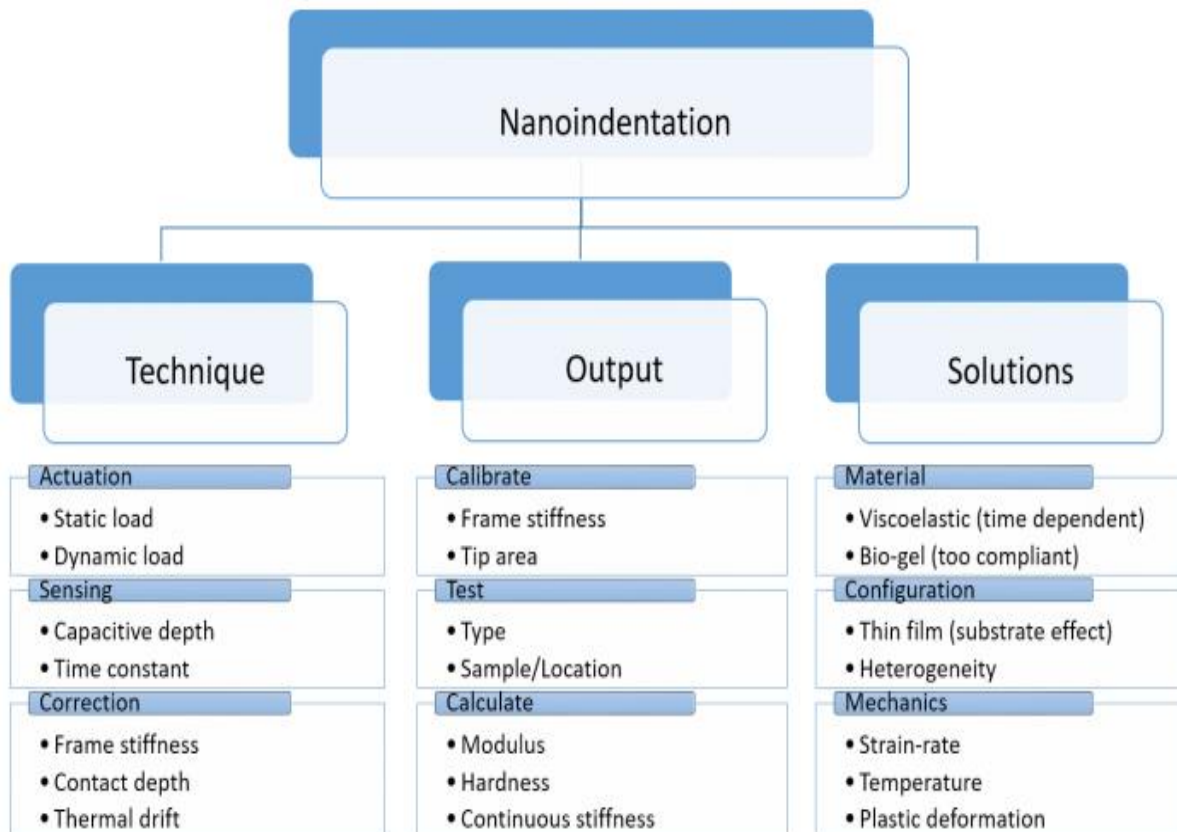 Nanoindentation
Technique
Actuation
• Static load
• Dynamic load
Sensing
• Capacitive depth
• Time constant
Correction
• Frame stiffness
• Contact depth
• Thermal drift
Output
Calibrate
• Frame stiffness
• Tip area
Test
• Type
• Sample/Location
Calculate
• Modulus
• Hardness
• Continuous stiffness
Solutions
Material
• Viscoelastic (time dependent)
• Bio-gel (too compliant)
Configuration
• Thin film (substrate effect)
• Heterogeneity
Mechanics
• Strain-rate
• Temperature
• Plastic deformation